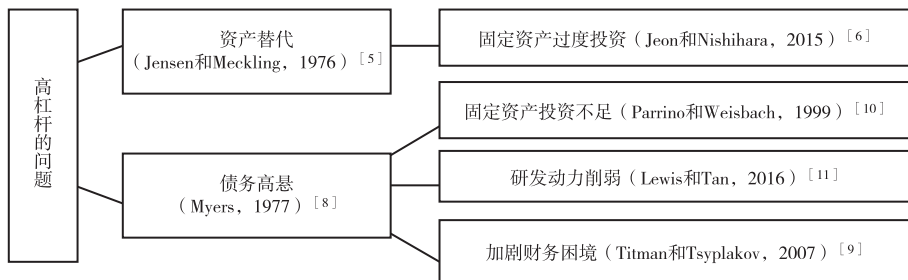 高杠杆的问题
资产替代
（Jensen和Meckling，1976）［5］
固定资产过度投资（Jeon和Nishihara，2015）［6］
债务高悬
（Myers，1977）［8］
固定资产投资不足（Parrino和Weisbach，1999）［10］
研发动力削弱（Lewis和Tan，2016）［11］
加剧财务困境（Titman和Tsyplakov，2007）［9］